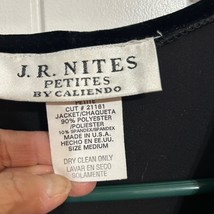 J.R. NITES
PETITES
BY CALIENDO
PETITE
CUT # 21161
JACKET/CHAQUETA
90% POLYESTER
/POLIESTER
10% SPANDEX/SPANDEX
MADE IN U.S.A./
HECHO EN EE.UU.
SIZE MEDIUM
DRY CLEAN ONLY
LAVAR EN SECO
SOLAMENTE